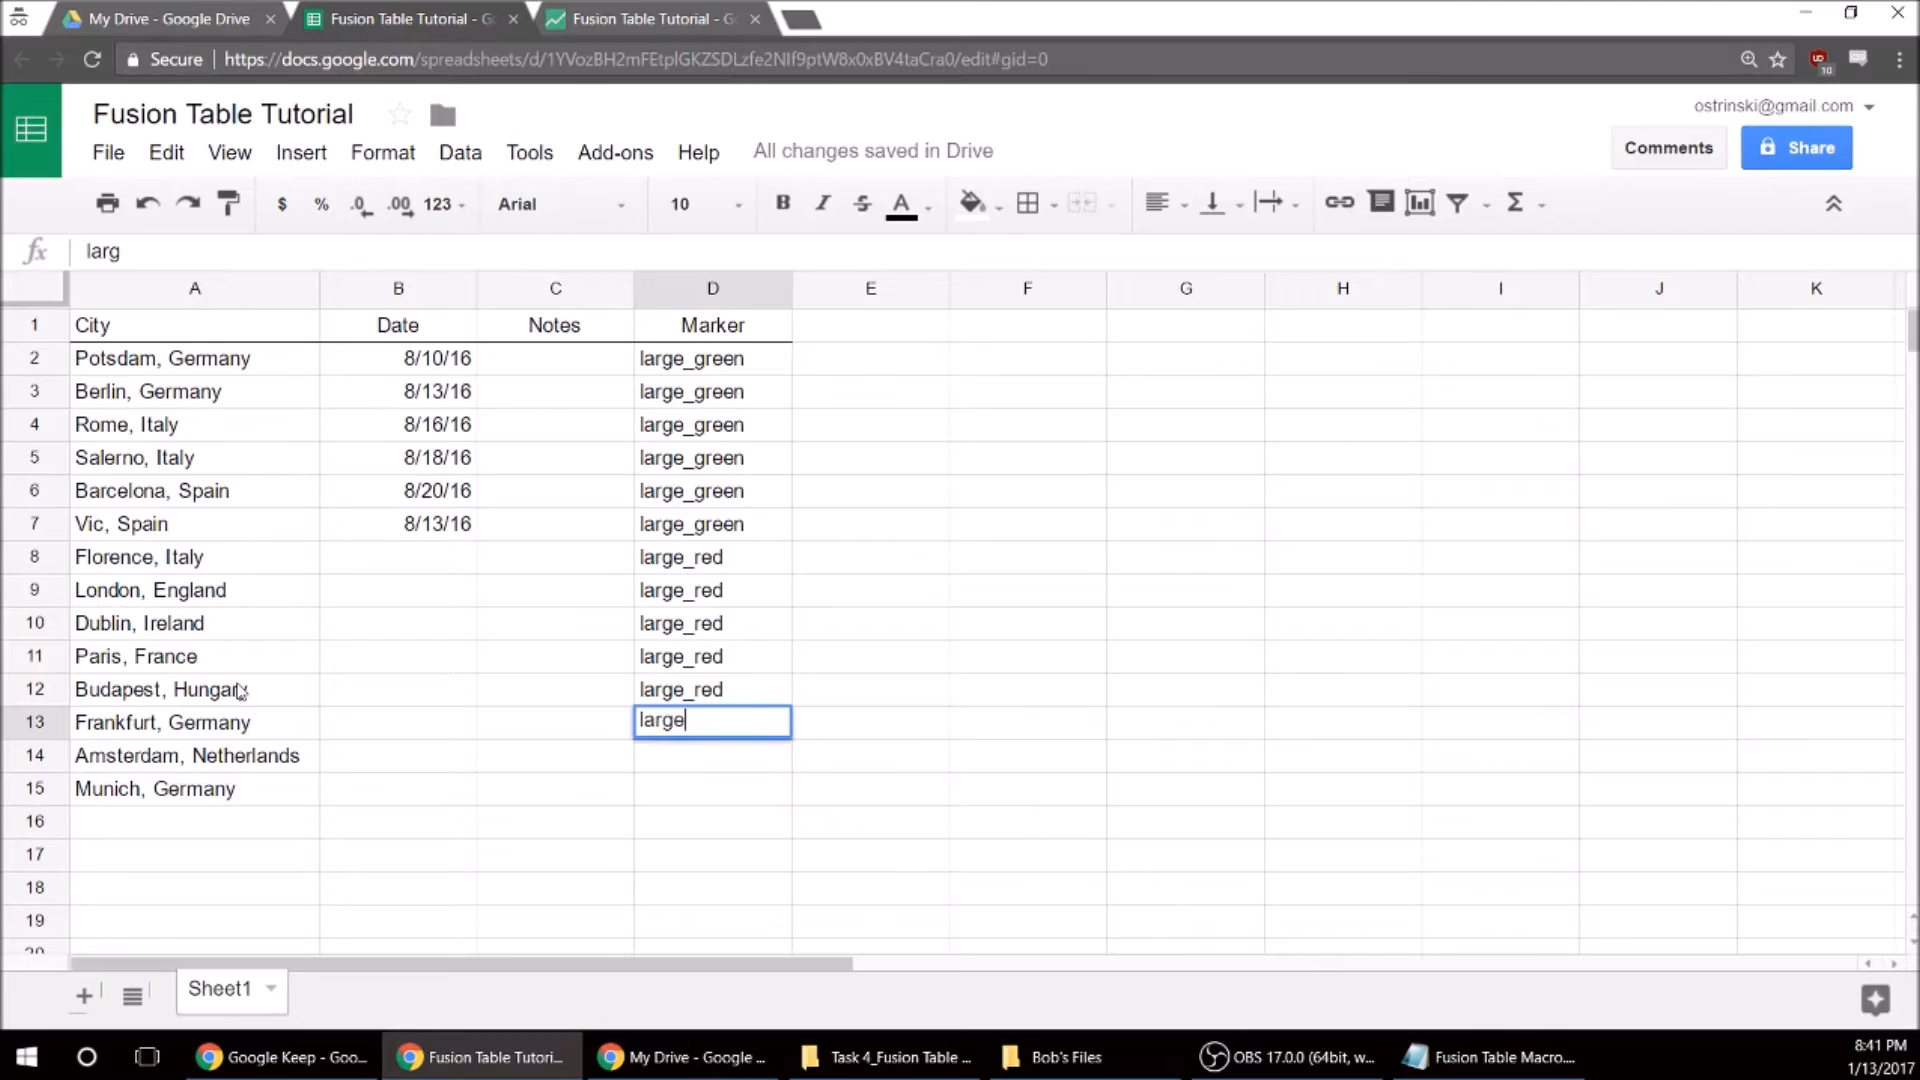 My Drive - Google Drive
Fusion Table Tutorial - G
Fusion Table Tutorial - G
Secure
https://docs.google.com/spreadsheets/d/1YVozBH2mFEtplGKZSDLzfe2NIf9ptW8x0xBV4taCra0/edit#gid=0
10
Fusion Table Tutorial
ostrinski@gmail.com
File Edit View Insert Format Data Tools Add-ons Help All changes saved in Drive
Comments Share
$ % .0 .00 123 Arial 10 B I S A Σ
fx larg
A B C D E F G H I J K
1 City Date Notes Marker
2 Potsdam, Germany 8/10/16 large_green
3 Berlin, Germany 8/13/16 large_green
4 Rome, Italy 8/16/16 large_green
5 Salerno, Italy 8/18/16 large_green
6 Barcelona, Spain 8/20/16 large_green
7 Vic, Spain 8/13/16 large_green
8 Florence, Italy large_red
9 London, England large_red
10 Dublin, Ireland large_red
11 Paris, France large_red
12 Budapest, Hungary large_red
13 Frankfurt, Germany large
14 Amsterdam, Netherlands
15 Munich, Germany
16
17
18
19
20
Sheet1
Google Keep - Goo...
Fusion Table Tutori...
My Drive - Google ...
Task 4_Fusion Table ...
Bob's Files
OBS 17.0.0 (64bit, w...
Fusion Table Macro....
8:41 PM
1/13/2017